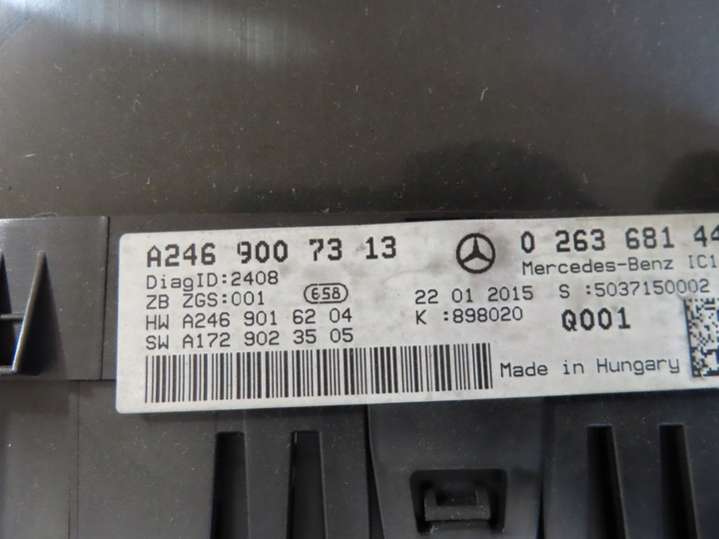 A246 900 73 13
0 263 681 44
DiagID:2408
Mercedes-Benz IC1
ZB ZGS:001
658
22 01 2015 S :5037150002
HW A246 901 62 04
K :898020
Q001
SW A172 902 35 05
Made in Hungary